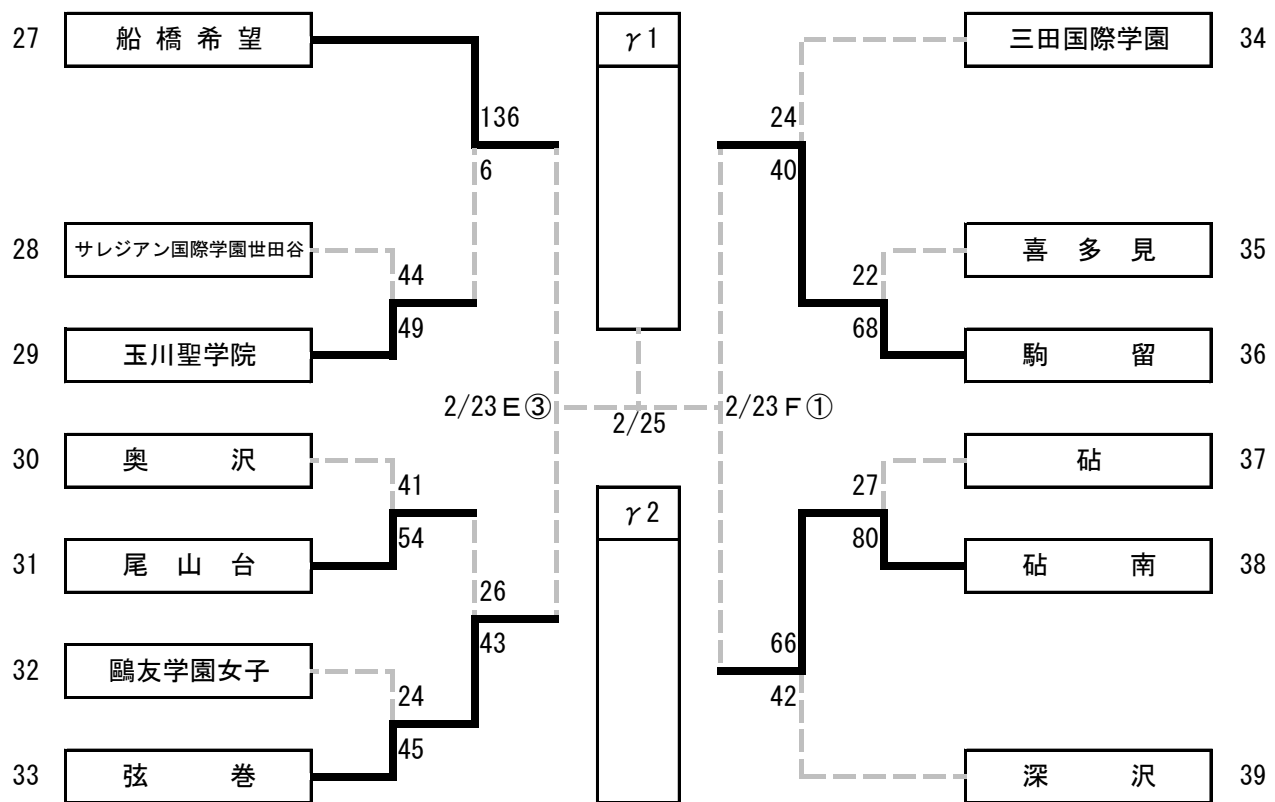 27 船橋希望 γ1 三田国際学園 34
136 24
6 40
28 サレジアン国際学園世田谷 喜多見 35
44 22
49 68
29 玉川聖学院 駒留 36
2/23Ｅ③ 2/25 2/23Ｆ①
30 奥沢 砧 37
41 27
γ2
54 80
31 尾山台 砧南 38
26
43 66
32 鷗友学園女子 42
24
45
33 弦巻 深沢 39